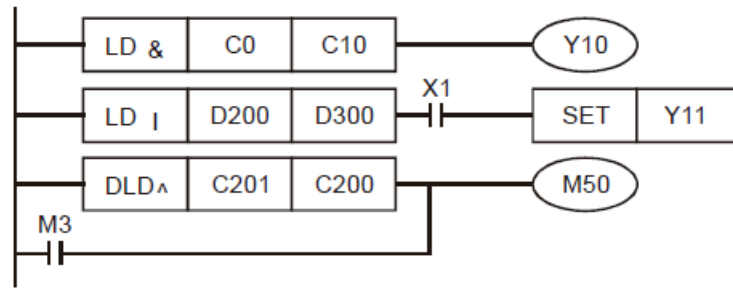 LD & C0 C10 Y10
X1
LD | D200 D300 SET Y11
DLD^ C201 C200 M50
M3